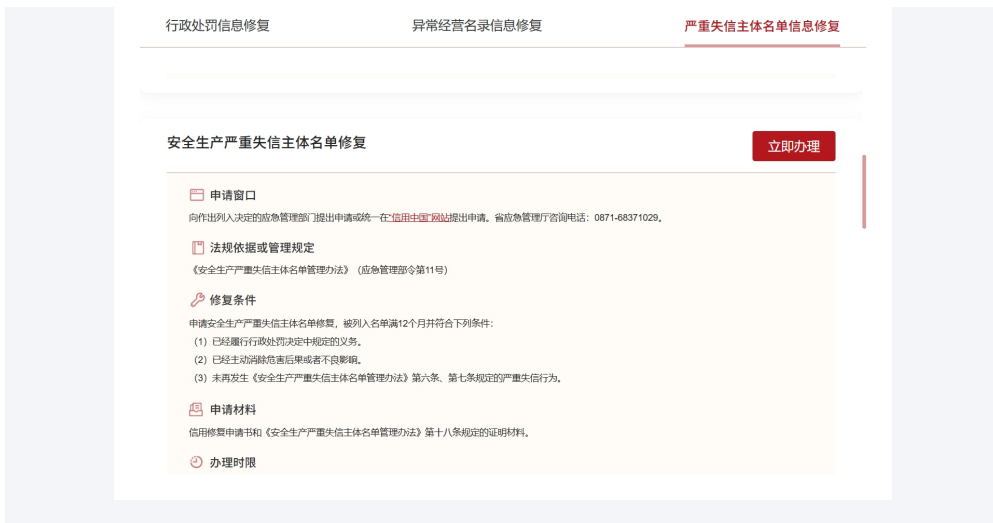 行政处罚信息修复
异常经营名录信息修复
严重失信主体名单信息修复
安全生产严重失信主体名单修复
立即办理
申请窗口
向作出列入决定的应急管理部门提出申请或统一在“信用中国”网站提出申请。省应急管理厅咨询电话：0871-68371029。
法规依据或管理规定
《安全生产严重失信主体名单管理办法》（应急管理部令第11号）
修复条件
申请安全生产严重失信主体名单修复，被列入名单满12个月并符合下列条件：
（1）已经履行行政处罚决定中规定的义务。
（2）已经主动消除危害后果或者不良影响。
（3）未再发生《安全生产严重失信主体名单管理办法》第六条、第七条规定的严重失信行为。
申请材料
信用修复申请书和《安全生产严重失信主体名单管理办法》第十八条规定的证明材料。
办理时限